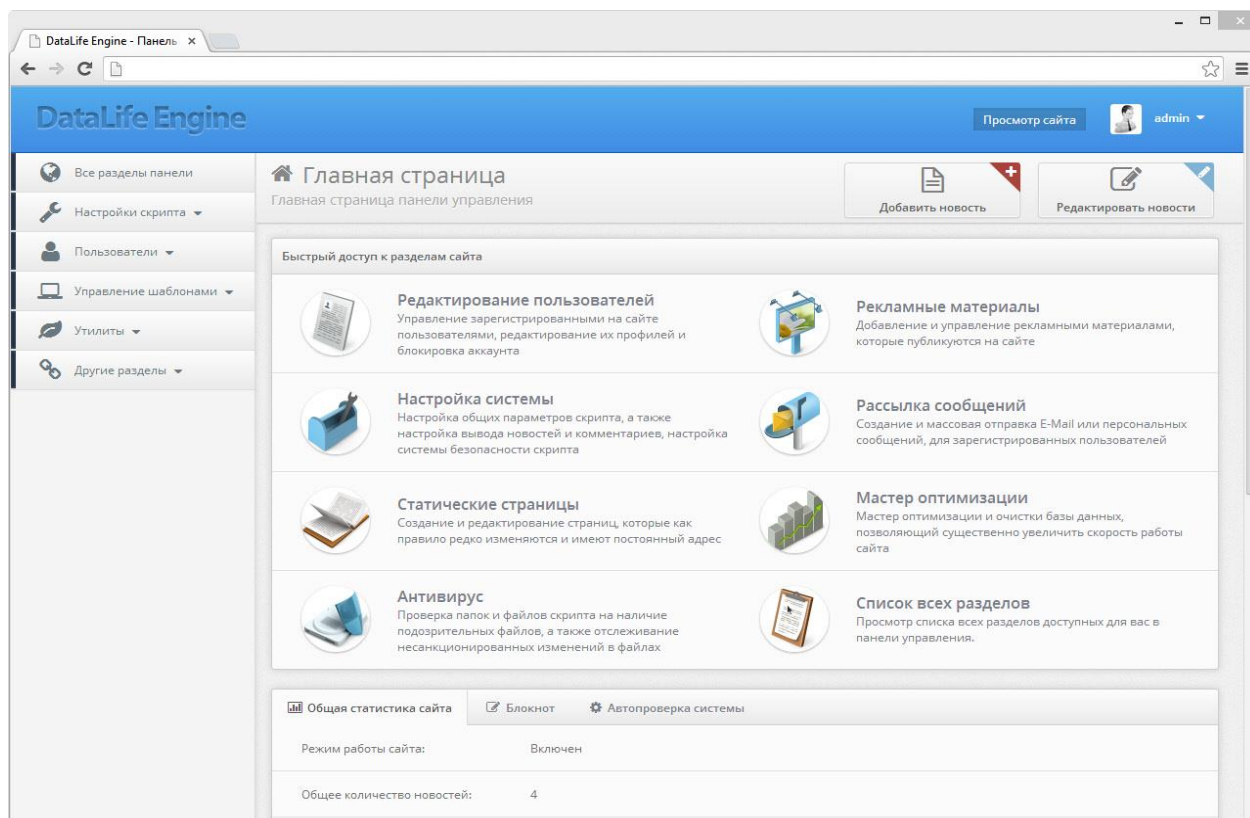 DataLife Engine - Панель
DataLife Engine
Просмотр сайта
admin
Все разделы панели
Настройки скрипта
Пользователи
Управление шаблонами
Утилиты
Другие разделы
Главная страница
Главная страница панели управления
Добавить новость
Редактировать новости
Быстрый доступ к разделам сайта
Редактирование пользователей
Управление зарегистрированными на сайте
пользователями, редактирование их профилей и
блокировка аккаунта
Рекламные материалы
Добавление и управление рекламными материалами,
которые публикуются на сайте
Настройка системы
Настройка общих параметров скрипта, а также
настройка вывода новостей и комментариев, настройка
системы безопасности скрипта
Рассылка сообщений
Создание и массовая отправка E-Mail или персональных
сообщений, для зарегистрированных пользователей
Статические страницы
Создание и редактирование страниц, которые как
правило редко изменяются и имеют постоянный адрес
Мастер оптимизации
Мастер оптимизации и очистки базы данных,
позволяющий существенно увеличить скорость работы
сайта
Антивирус
Проверка папок и файлов скрипта на наличие
подозрительных файлов, а также отслеживание
несанкционированных изменений в файлах
Список всех разделов
Просмотр списка всех разделов доступных для вас в
панели управления.
Общая статистика сайта
Блокнот
Автопроверка системы
Режим работы сайта: Включен
Общее количество новостей: 4